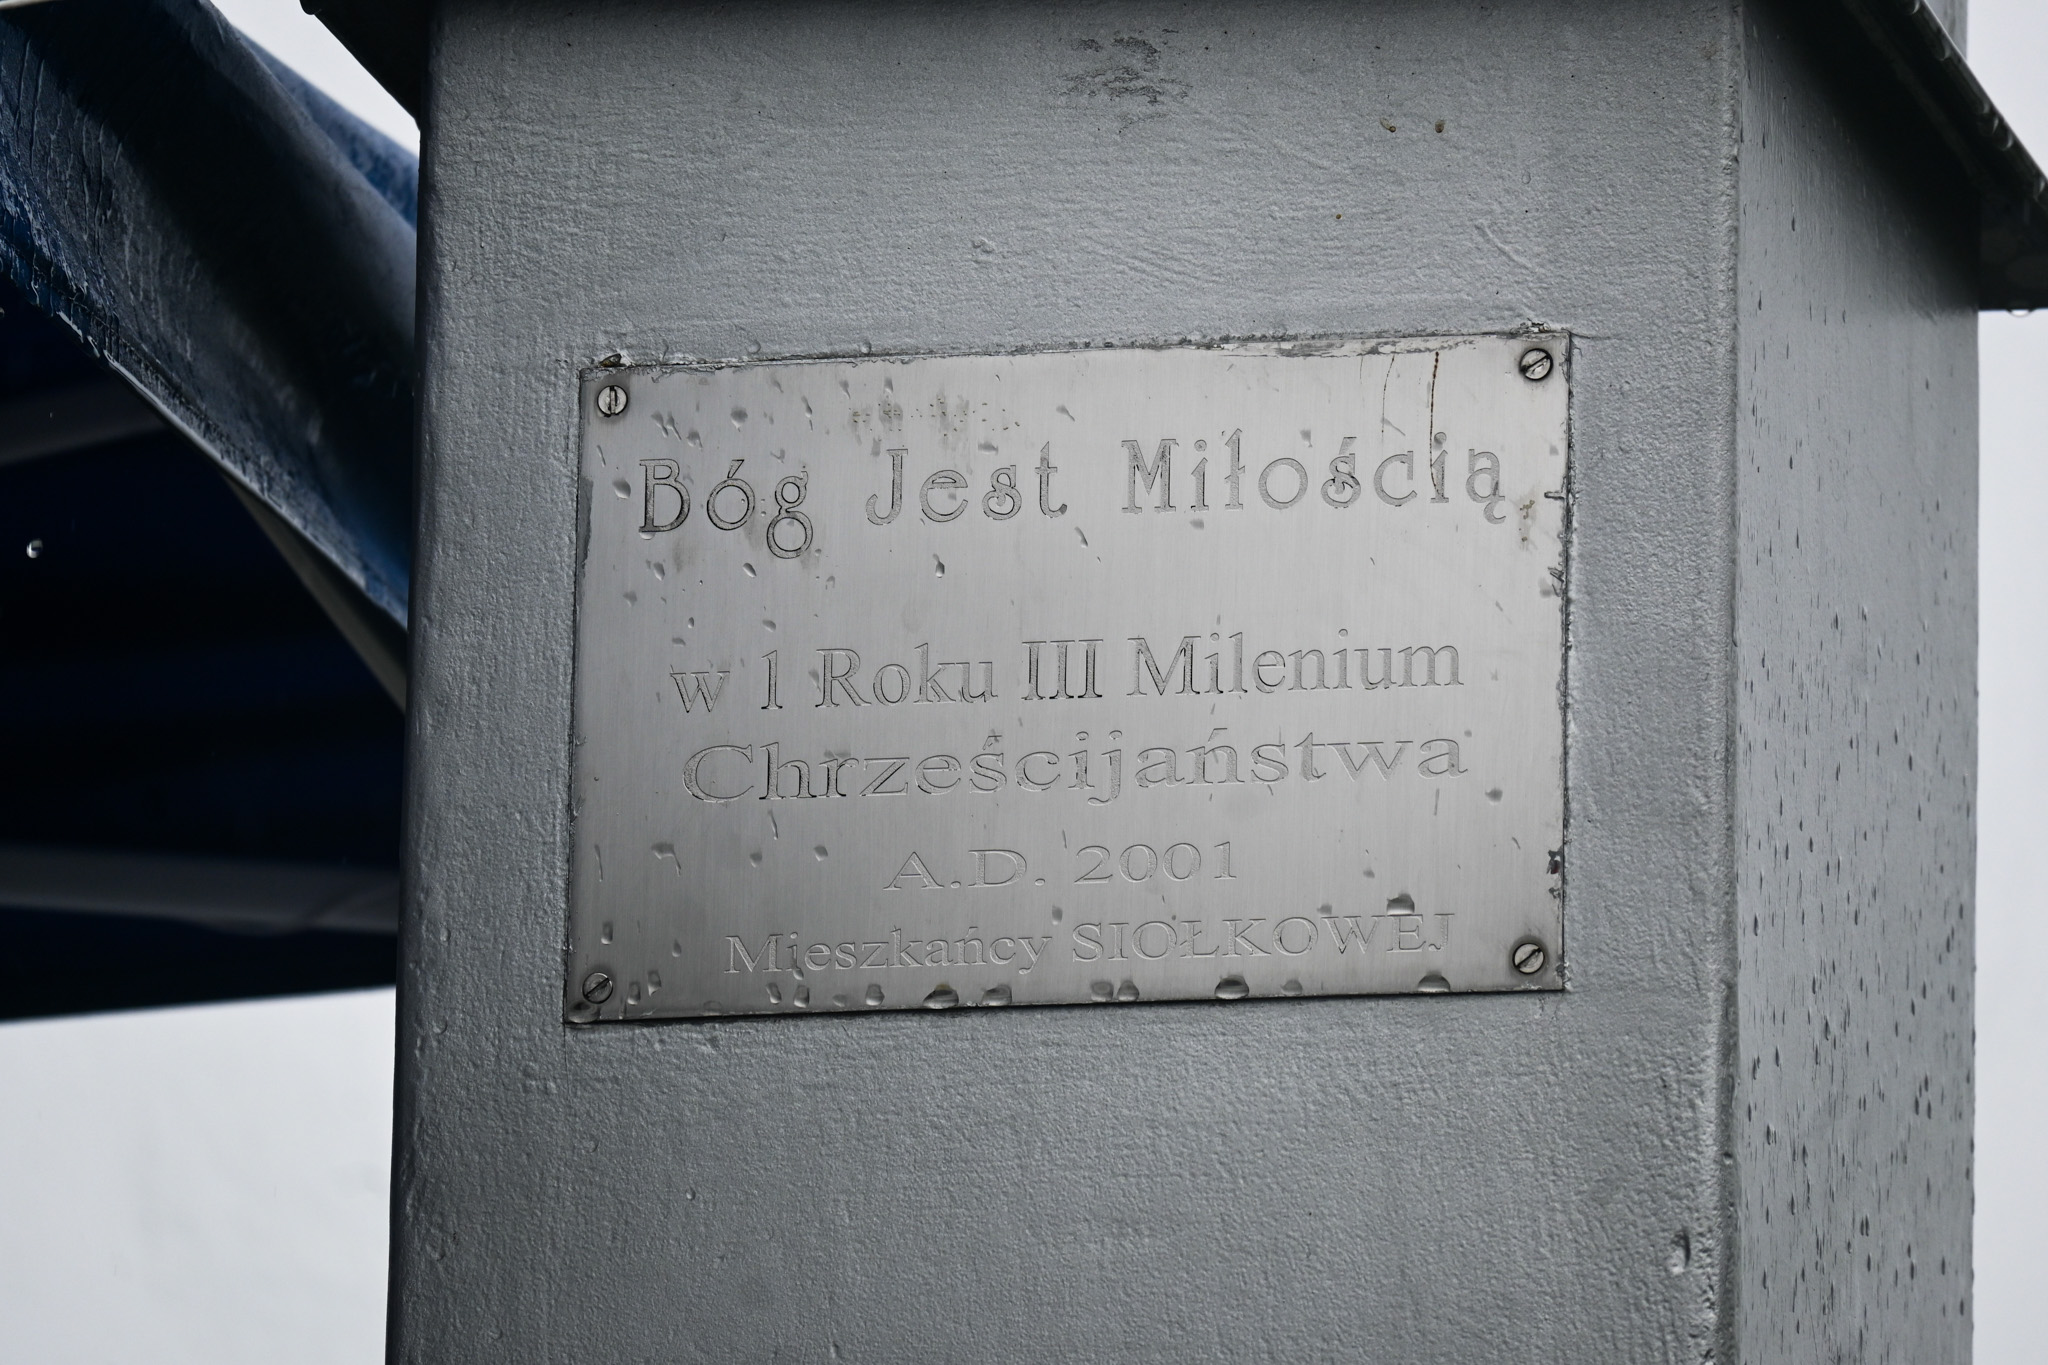 Bóg Jest Miłością
w 1 Roku III Milenium
Chrześcijaństwa
A.D. 2001
Mieszkańcy SIOŁKOWEJ